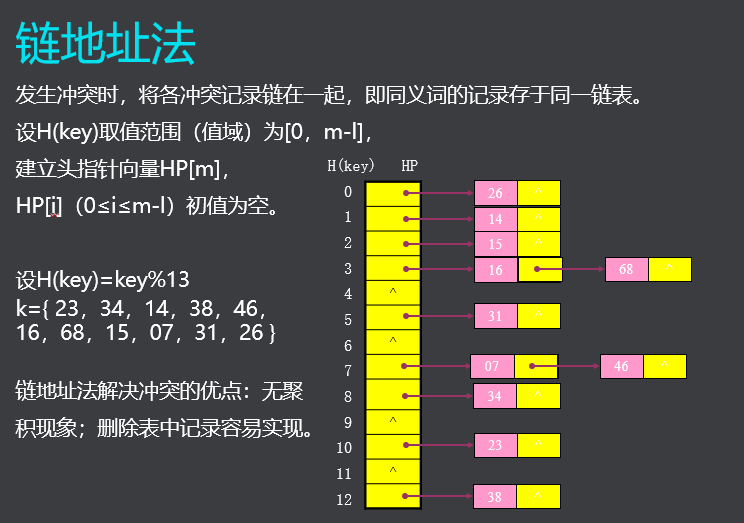 链地址法
发生冲突时，将各冲突记录链在一起，即同义词的记录存于同一链表。
设H(key)取值范围（值域）为[0，m-l]，
建立头指针向量HP[m]，
HP[i]（0≤i≤m-l）初值为空。
设H(key)=key%13
k={ 23，34，14，38，46，
16，68，15，07，31，26 }
链地址法解决冲突的优点：无聚
积现象；删除表中记录容易实现。
H(key) HP
0 26 ^
1 14 ^
2 15 ^
3 16 68 ^
4 ^
5 31 ^
6 ^
7 07 46 ^
8 34 ^
9 ^
10 23 ^
11 ^
12 38 ^